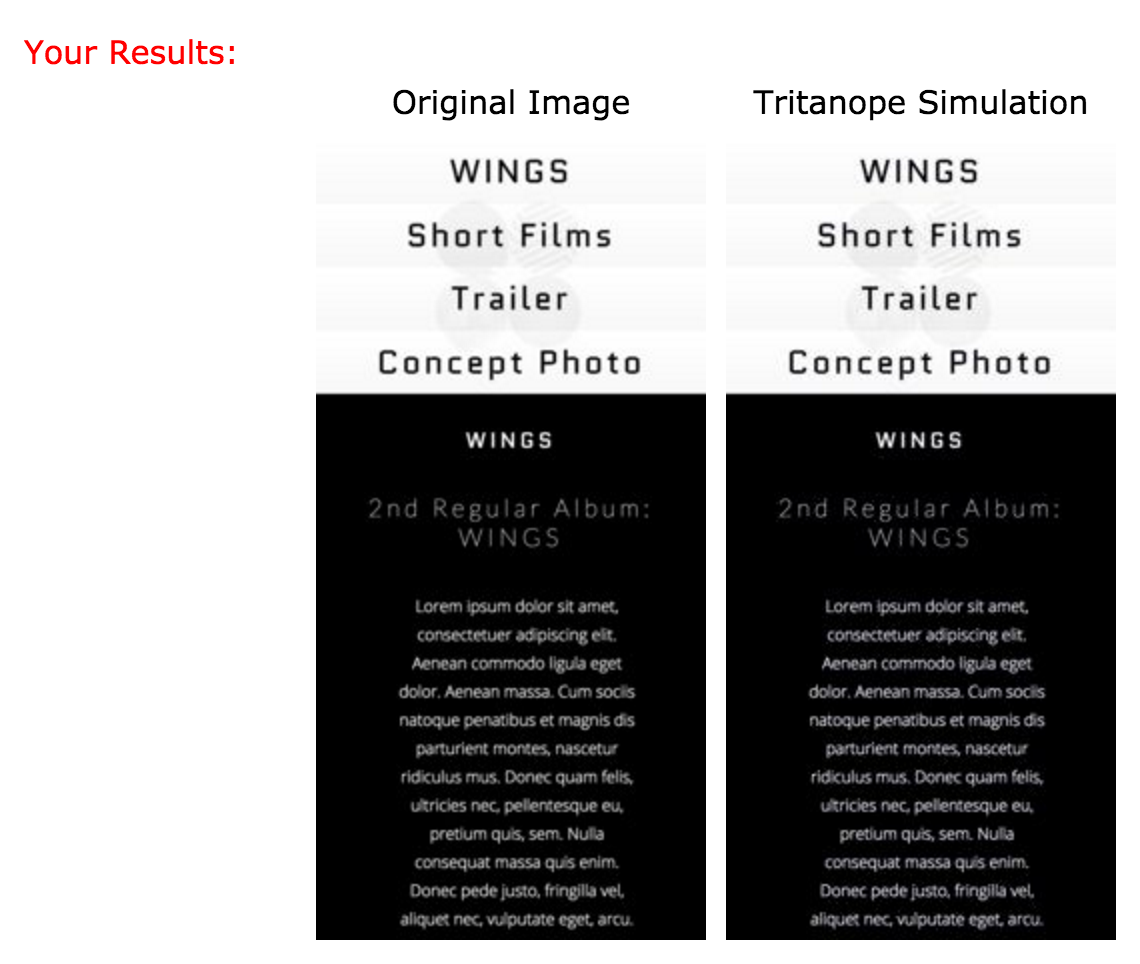 Your Results:
Original Image
Tritanope Simulation
WINGS
Short Films
Trailer
Concept Photo
WINGS
2nd Regular Album:
WINGS
Lorem ipsum dolor sit amet,
consectetuer adipiscing elit.
Aenean commodo ligula eget
dolor. Aenean massa. Cum sociis
natoque penatibus et magnis dis
parturient montes, nascetur
ridiculus mus. Donec quam felis,
ultricies nec, pellentesque eu,
pretium quis, sem. Nulla
consequat massa quis enim.
Donec pede justo, fringilla vel,
aliquet nec, vulputate eget, arcu.
WINGS
Short Films
Trailer
Concept Photo
WINGS
2nd Regular Album:
WINGS
Lorem ipsum dolor sit amet,
consectetuer adipiscing elit.
Aenean commodo ligula eget
dolor. Aenean massa. Cum sociis
natoque penatibus et magnis dis
parturient montes, nascetur
ridiculus mus. Donec quam felis,
ultricies nec, pellentesque eu,
pretium quis, sem. Nulla
consequat massa quis enim.
Donec pede justo, fringilla vel,
aliquet nec, vulputate eget, arcu.